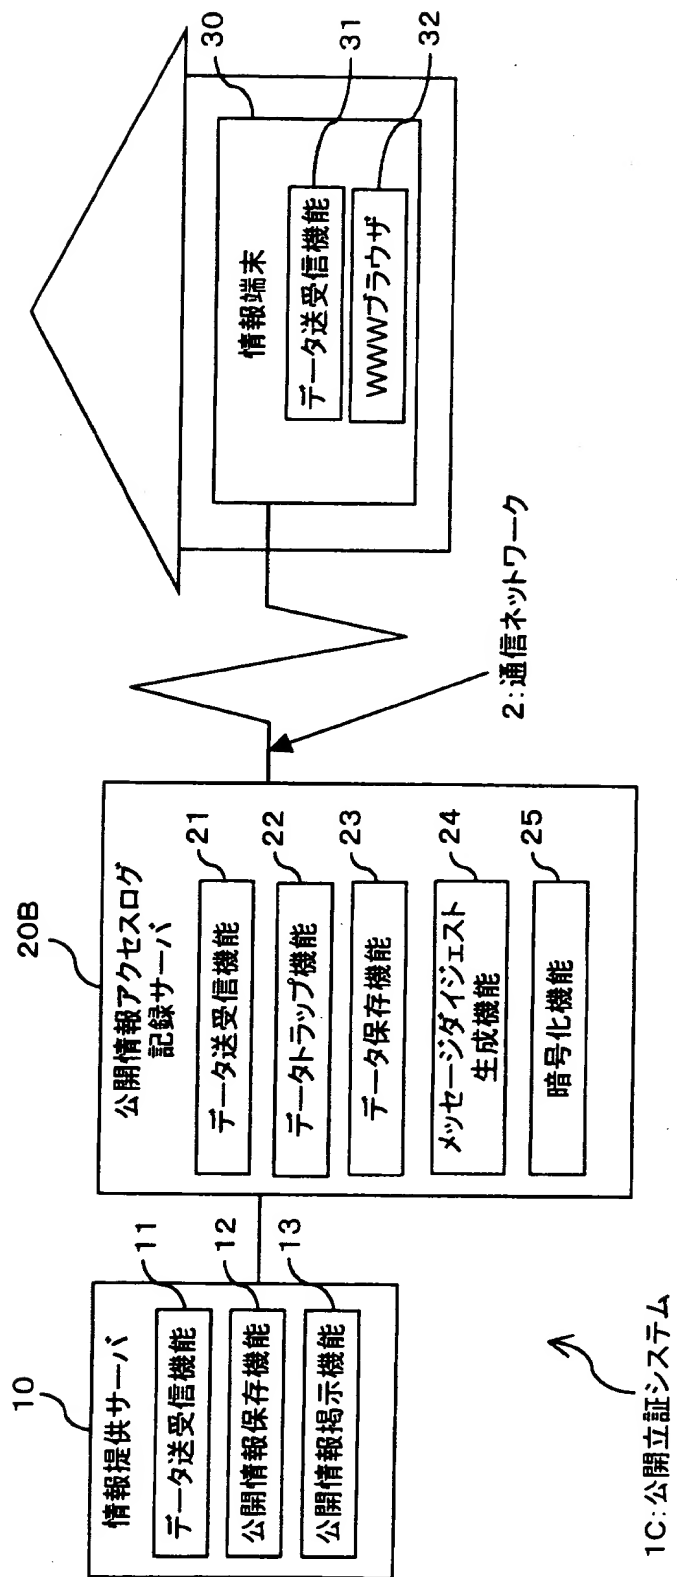 10
情報提供サーバ
データ送受信機能
11
公開情報保存機能
12
公開情報掲示機能
13
20B
公開情報アクセスログ
記録サーバ
データ送受信機能
21
データトラップ機能
22
データ保存機能
23
メッセージダイジェスト
生成機能
24
暗号化機能
25
2:通信ネットワーク
30
情報端末
データ送受信機能
31
WWWブラウザ
32
1C:公開立証システム